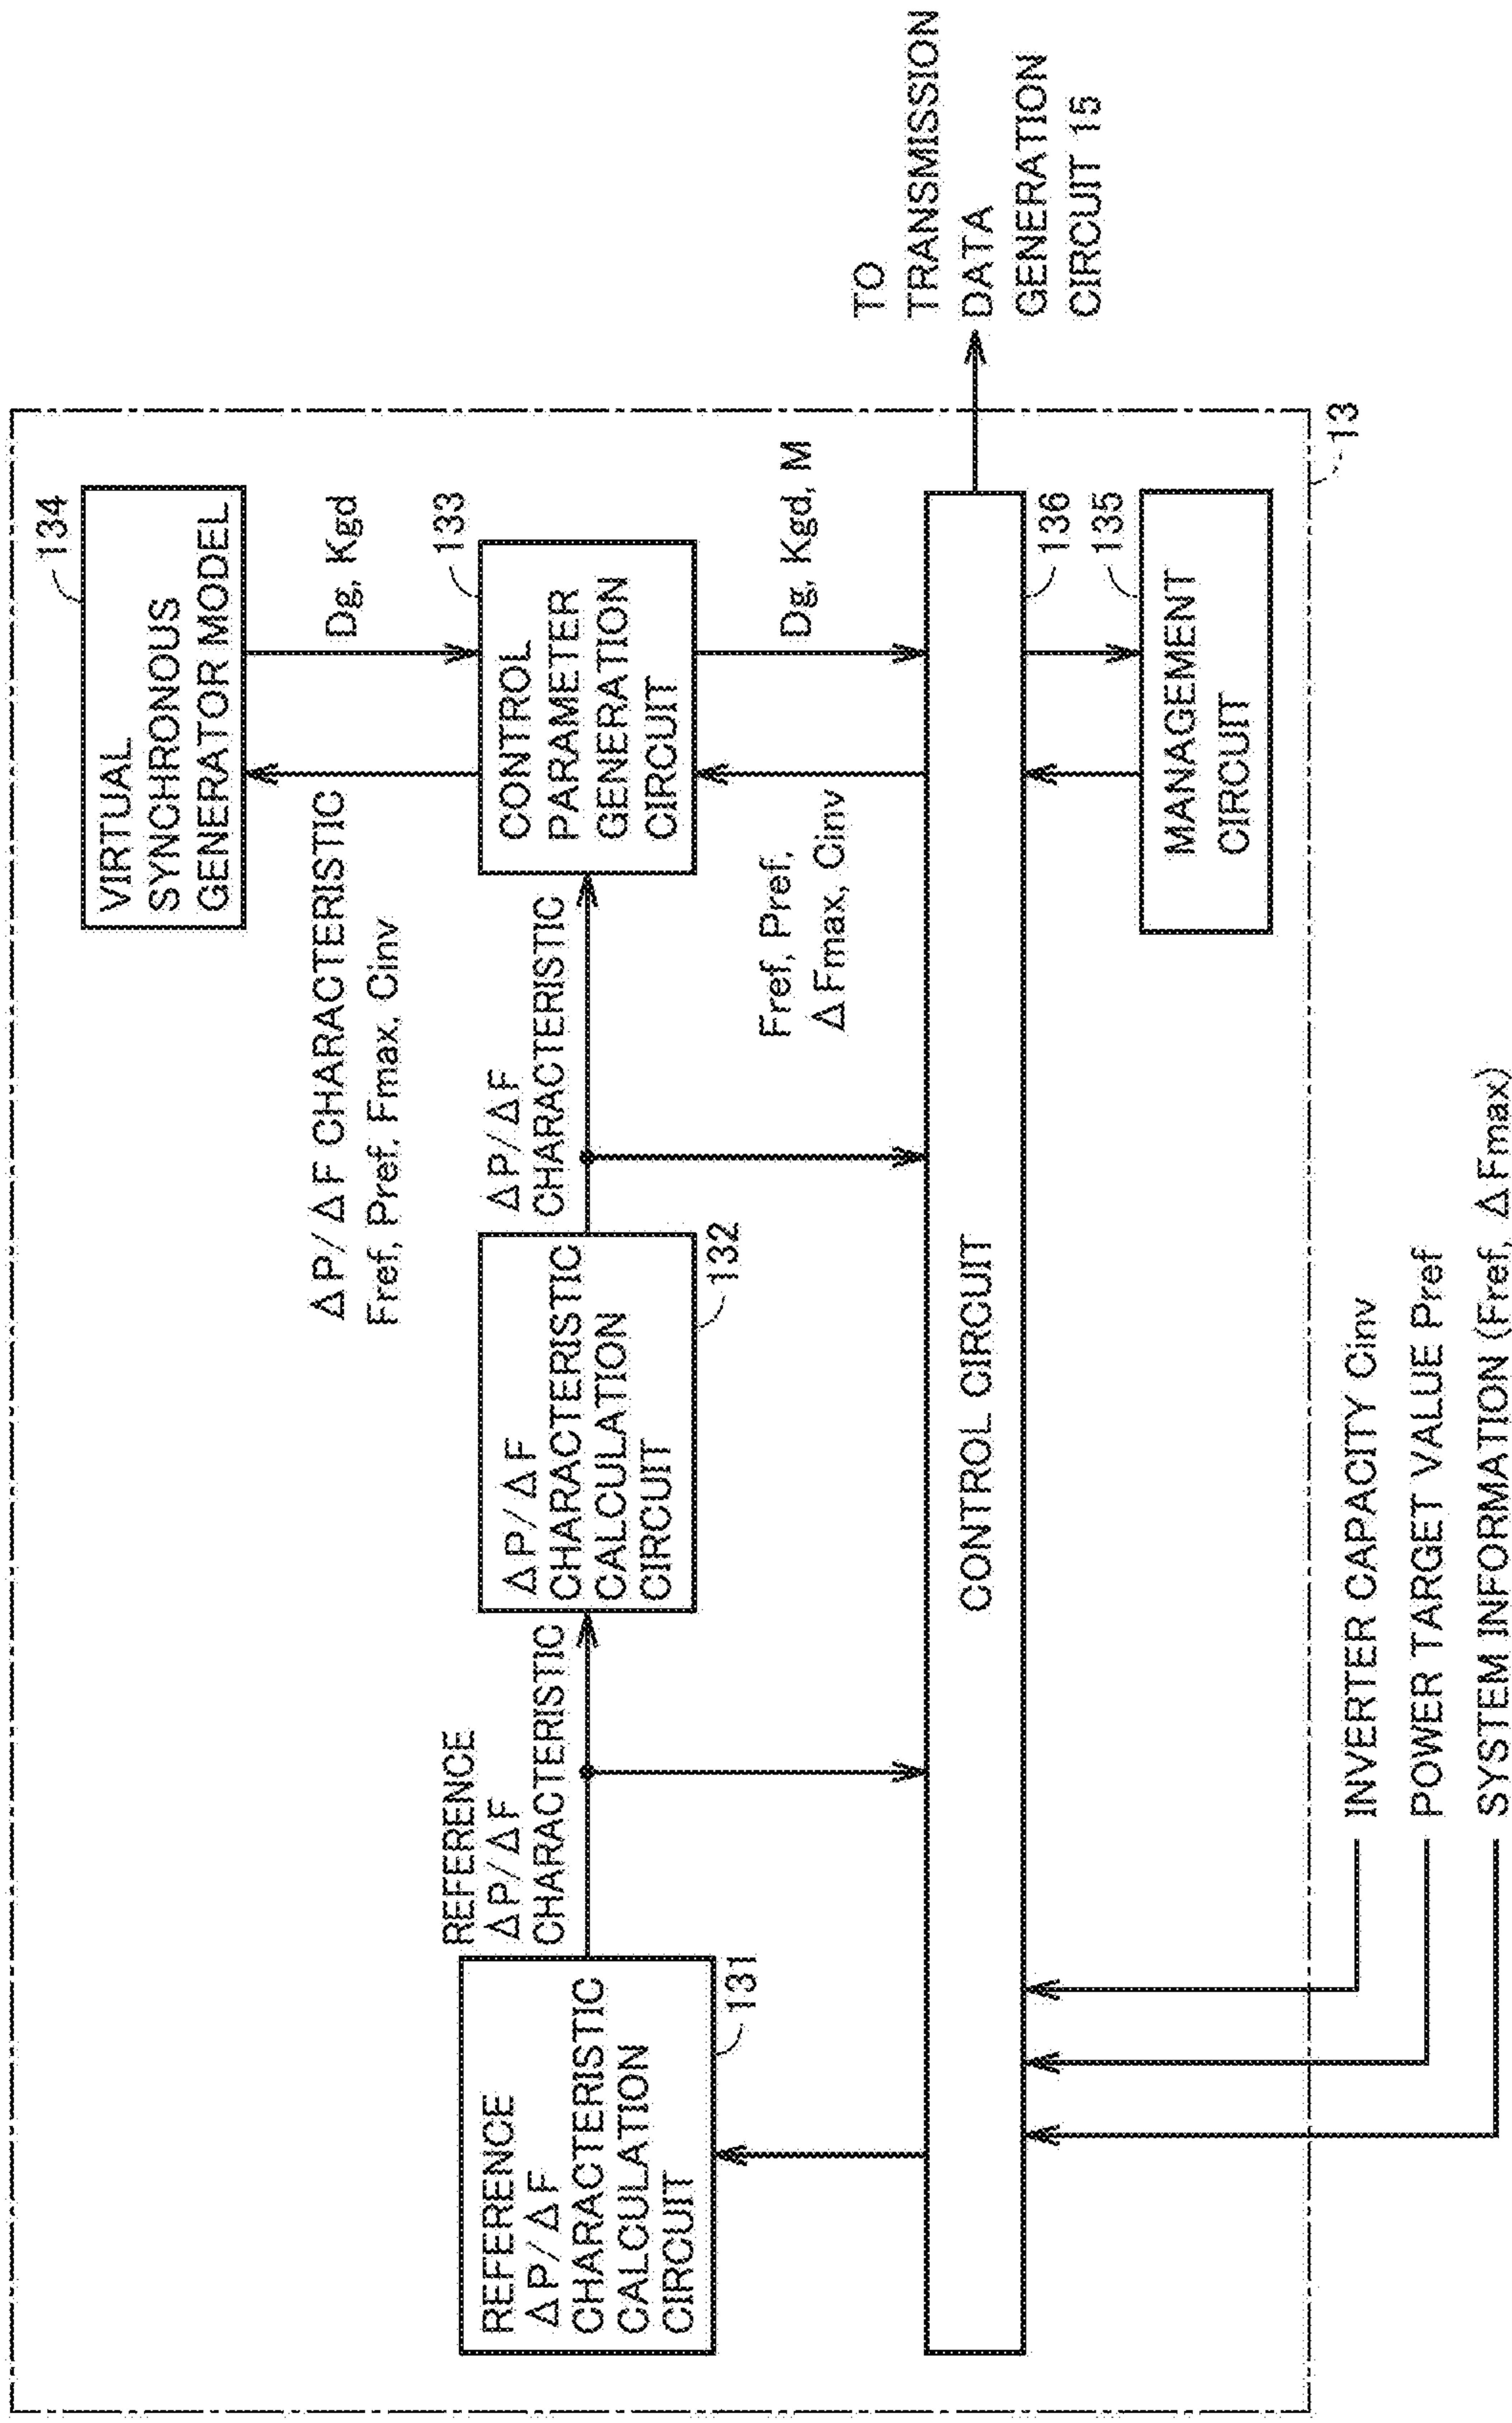 134
VIRTUAL
SYNCHRONOUS
GENERATOR MODEL
ΔP/ΔF CHARACTERISTIC
Fref, Pref, Fmax, Cinv
Dg, Kgd
REFERENCE
ΔP/ΔF
CHARACTERISTIC
CALCULATION
CIRCUIT
131
REFERENCE
ΔP/ΔF
CHARACTERISTIC
ΔP/ΔF
CHARACTERISTIC
CALCULATION
CIRCUIT
132
ΔP/ΔF
CHARACTERISTIC
133
CONTROL
PARAMETER
GENERATION
CIRCUIT
Fref, Pref,
ΔFmax, Cinv
Dg, Kgd, M
TO
TRANSMISSION
DATA
GENERATION
CIRCUIT 15
CONTROL CIRCUIT
136
135
MANAGEMENT
CIRCUIT
13
INVERTER CAPACITY Cinv
POWER TARGET VALUE Pref
SYSTEM INFORMATION (Fref, ΔFmax)